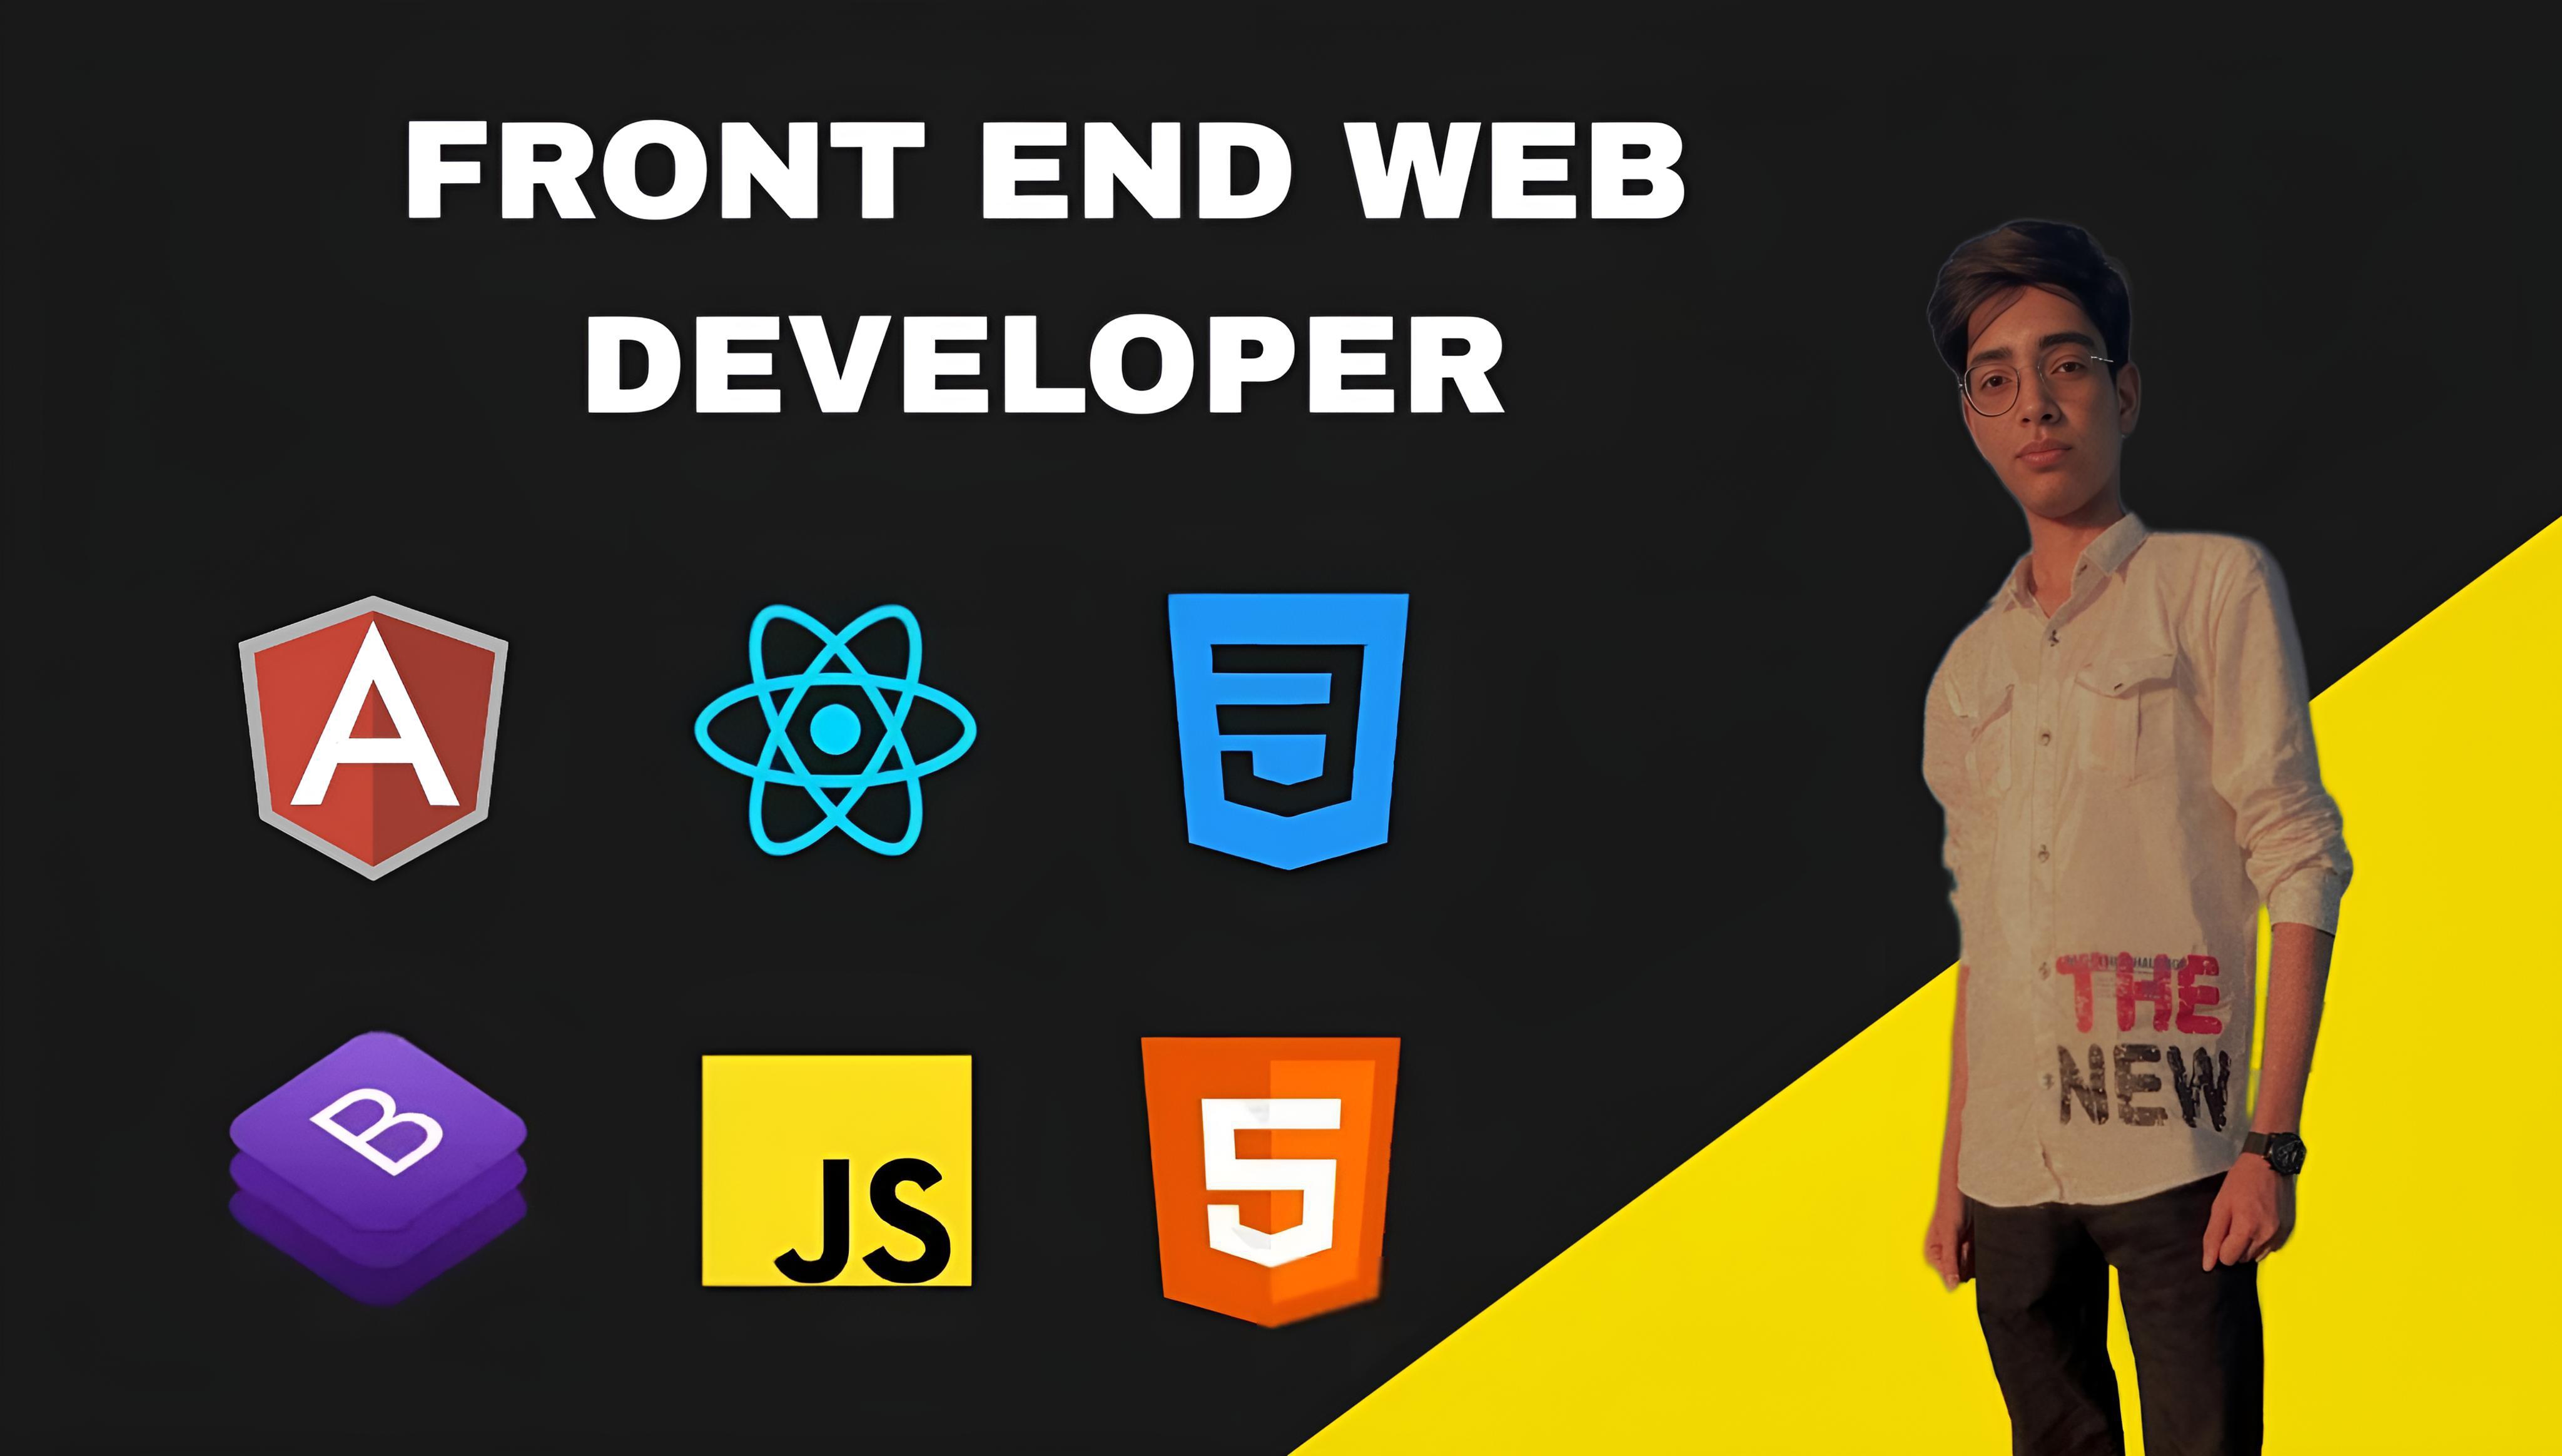 FRONT END WEB
DEVELOPER
A
B
JS
5
THE
NEW